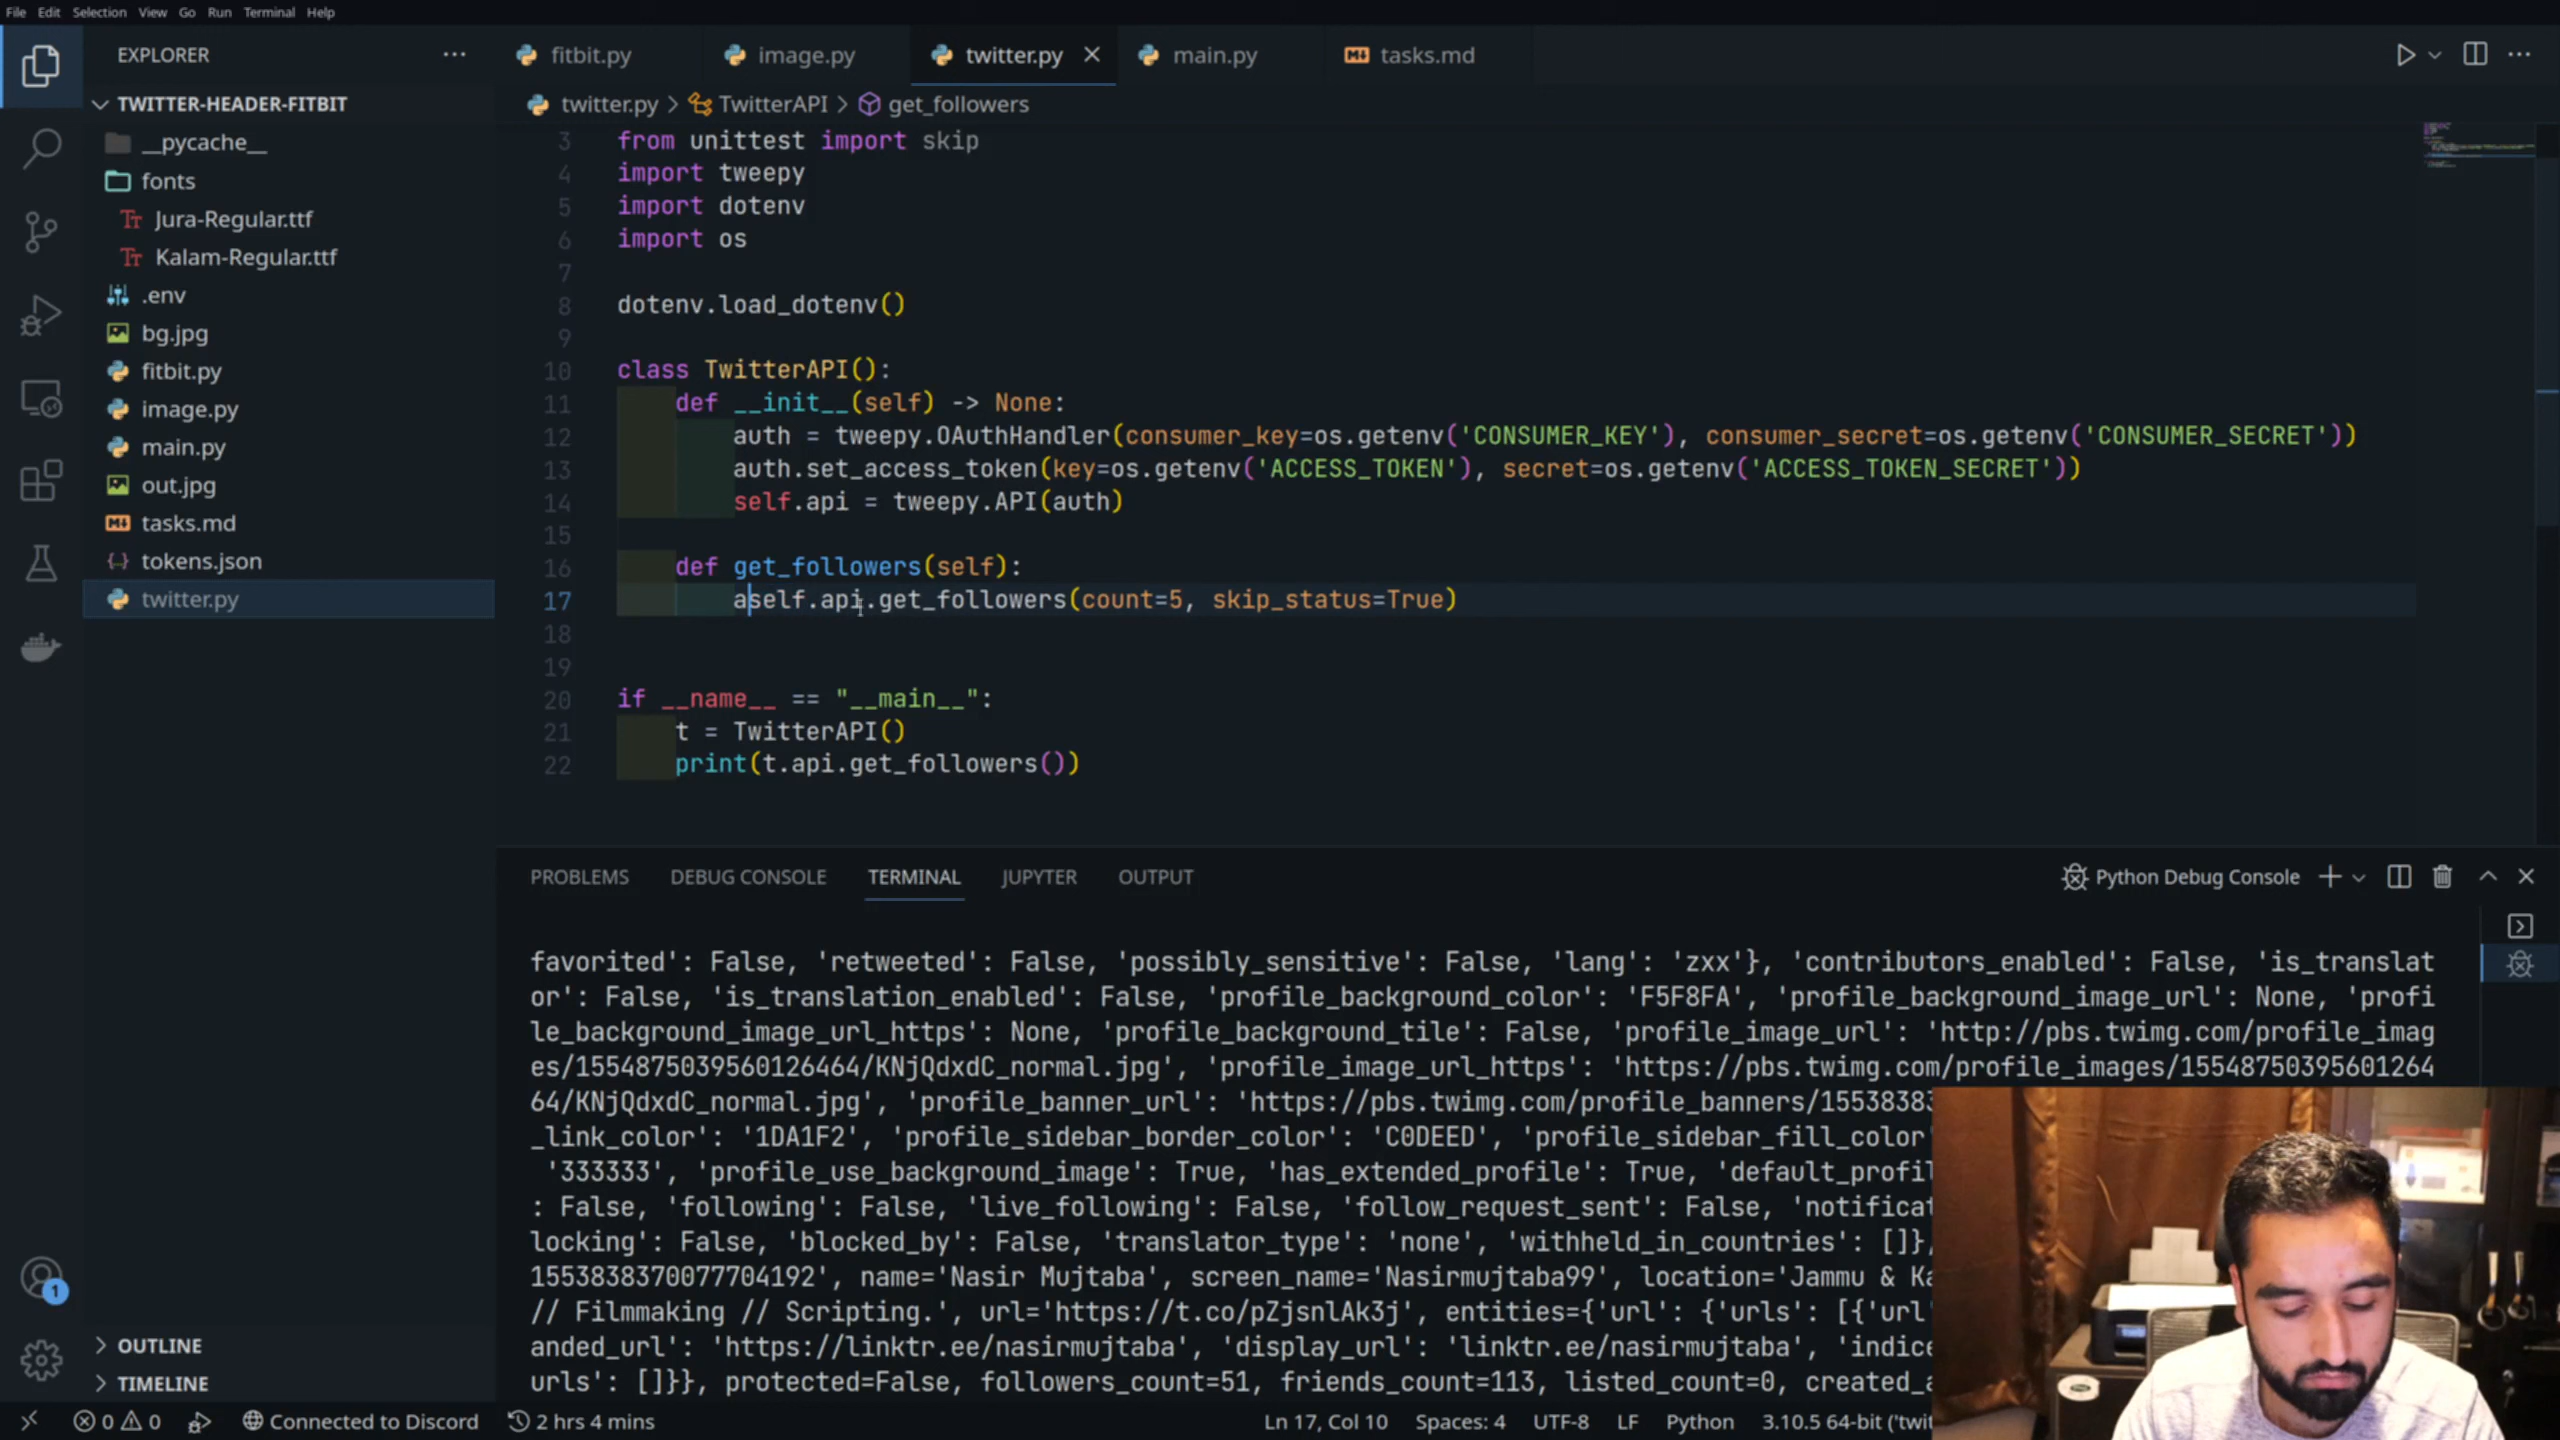 File Edit Selection View Go Run Terminal Help
EXPLORER
fitbit.py image.py twitter.py main.py tasks.md
TWITTER-HEADER-FITBIT
twitter.py > TwitterAPI > get_followers
__pycache__
fonts
Jura-Regular.ttf
Kalam-Regular.ttf
.env
bg.jpg
fitbit.py
image.py
main.py
out.jpg
tasks.md
tokens.json
twitter.py
3 from unittest import skip
4 import tweepy
5 import dotenv
6 import os
7
8 dotenv.load_dotenv()
9
10 class TwitterAPI():
11 def __init__(self) -> None:
12 auth = tweepy.OAuthHandler(consumer_key=os.getenv('CONSUMER_KEY'), consumer_secret=os.getenv('CONSUMER_SECRET'))
13 auth.set_access_token(key=os.getenv('ACCESS_TOKEN'), secret=os.getenv('ACCESS_TOKEN_SECRET'))
14 self.api = tweepy.API(auth)
15
16 def get_followers(self):
17 aself.api.get_followers(count=5, skip_status=True)
18
19
20 if __name__ == "__main__":
21 t = TwitterAPI()
22 print(t.api.get_followers())
PROBLEMS DEBUG CONSOLE TERMINAL JUPYTER OUTPUT
Python Debug Console
favorited': False, 'retweeted': False, 'possibly_sensitive': False, 'lang': 'zxx'}, 'contributors_enabled': False, 'is_translat
or': False, 'is_translation_enabled': False, 'profile_background_color': 'F5F8FA', 'profile_background_image_url': None, 'profi
le_background_image_url_https': None, 'profile_background_tile': False, 'profile_image_url': 'http://pbs.twimg.com/profile_imag
es/1554875039560126464/KNjQdxdC_normal.jpg', 'profile_image_url_https': 'https://pbs.twimg.com/profile_images/15548750395601264
64/KNjQdxdC_normal.jpg', 'profile_banner_url': 'https://pbs.twimg.com/profile_banners/1553838
_link_color': '1DA1F2', 'profile_sidebar_border_color': 'C0DEED', 'profile_sidebar_fill_color'
'333333', 'profile_use_background_image': True, 'has_extended_profile': True, 'default_profil
: False, 'following': False, 'live_following': False, 'follow_request_sent': False, 'notificat
locking': False, 'blocked_by': False, 'translator_type': 'none', 'withheld_in_countries': []},
1553838370077704192', name='Nasir Mujtaba', screen_name='Nasirmujtaba99', location='Jammu & Ka
// Filmmaking // Scripting.', url='https://t.co/pZjsnlAk3j', entities={'url': {'urls': [{'url'
anded_url': 'https://linktr.ee/nasirmujtaba', 'display_url': 'linktr.ee/nasirmujtaba', 'indice
urls': []}}, protected=False, followers_count=51, friends_count=113, listed_count=0, created_a
1
OUTLINE
TIMELINE
0 0 Connected to Discord 2 hrs 4 mins Ln 17, Col 10 Spaces: 4 UTF-8 LF Python 3.10.5 64-bit ('twit